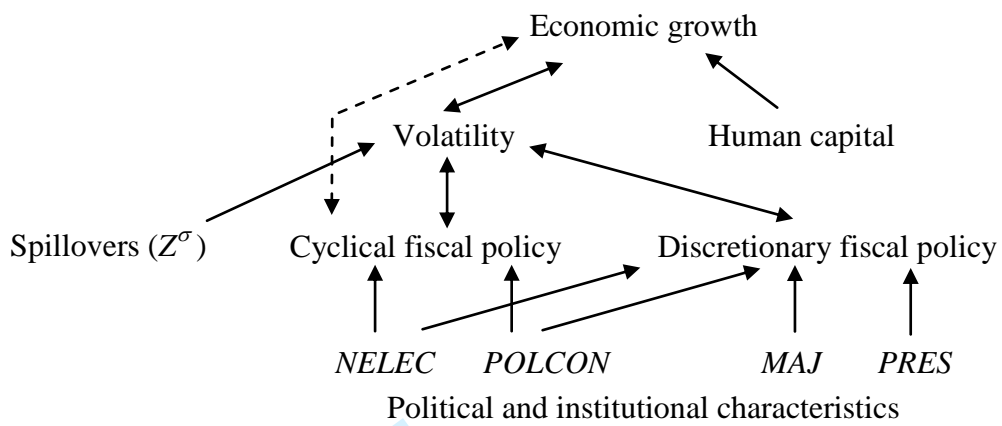 Economic growth
Volatility Human capital
Spillovers (Z^σ) Cyclical fiscal policy Discretionary fiscal policy
NELEC POLCON MAJ PRES
Political and institutional characteristics